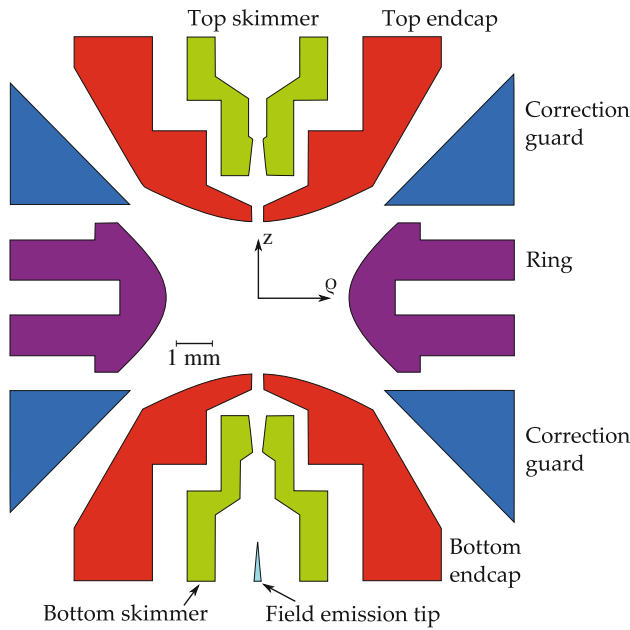 Top skimmer
Top endcap
Correction
guard
z
ϱ
Ring
1 mm
Correction
guard
Bottom
endcap
Bottom skimmer
Field emission tip